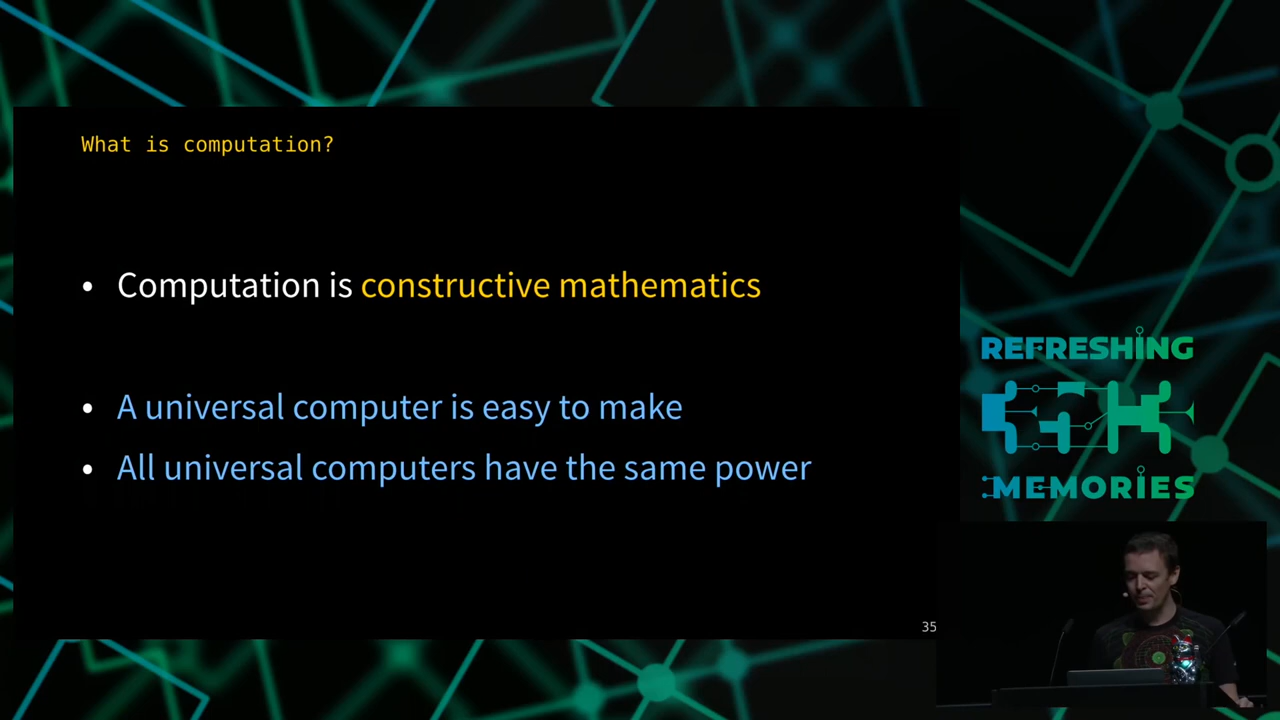 What is computation?
• Computation is constructive mathematics
• A universal computer is easy to make
• All universal computers have the same power
35
REFRESHING
MEMORIES